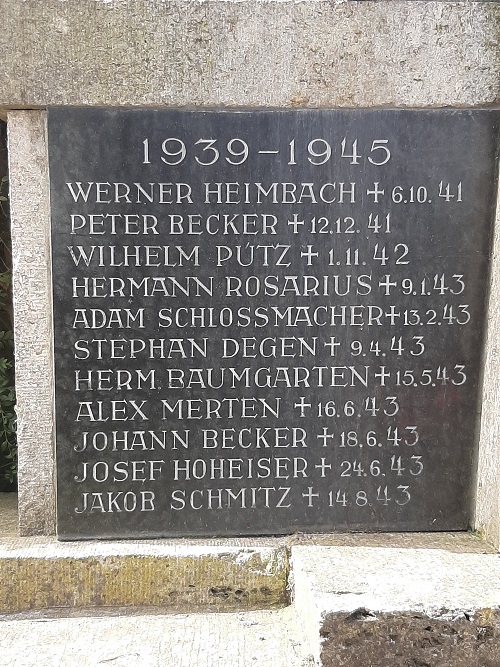 1939-1945
WERNER HEIMBACH ✝ 6.10.41
PETER BECKER ✝ 12.12.41
WILHELM PÜTZ ✝ 1.11.42
HERMANN ROSARIUS ✝ 9.1.43
ADAM SCHLOSSMACHER ✝ 13.2.43
STEPHAN DEGEN ✝ 9.4.43
HERM. BAUMGARTEN ✝ 15.5.43
ALEX MERTEN ✝ 16.6.43
JOHANN BECKER ✝ 18.6.43
JOSEF HOHEISER ✝ 24.6.43
JAKOB SCHMITZ ✝ 14.8.43